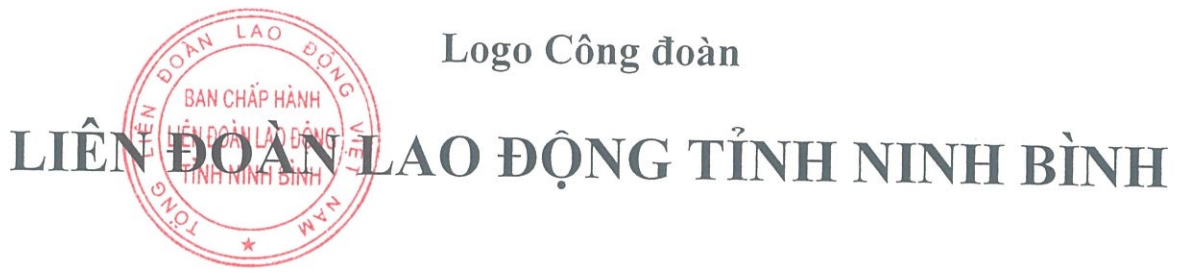 Logo Công đoàn
LIÊN ĐOÀN LAO ĐỘNG TỈNH NINH BÌNH
TỔNG LIÊN ĐOÀN LAO ĐỘNG VIỆT NAM
BAN CHẤP HÀNH
LIÊN ĐOÀN LAO ĐỘNG
TỈNH NINH BÌNH